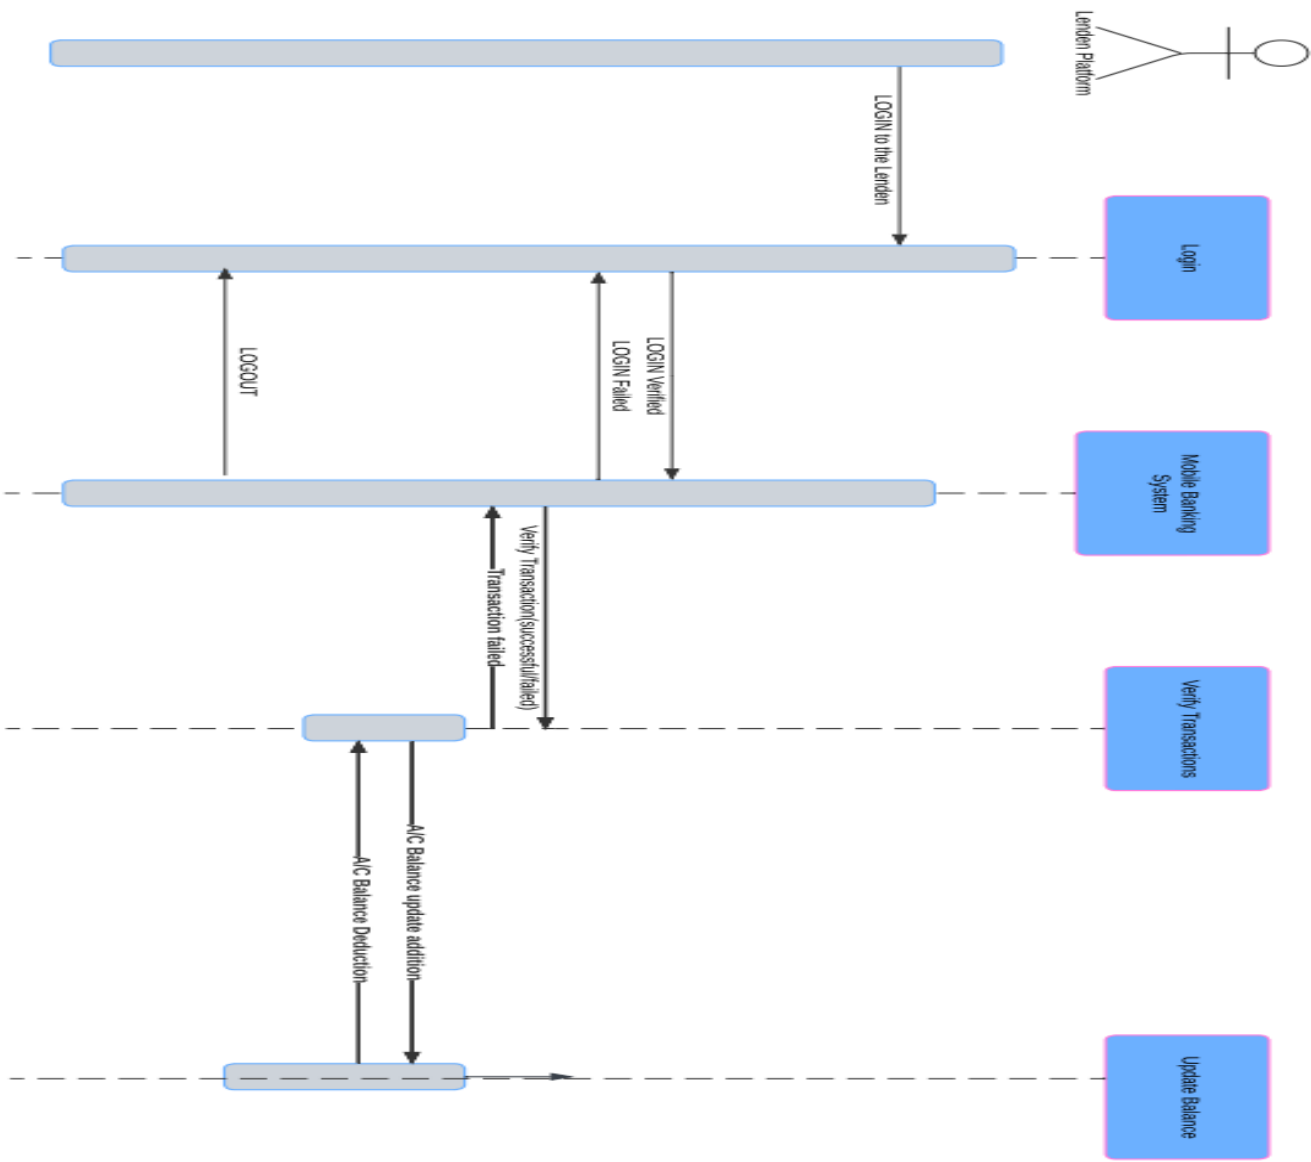 Lenden Platform
Login
Mobile Banking
System
Verify Transactions
Update Balance
LOGIN to the Lenden
LOGIN Verified
LOGIN Failed
Verify Transaction(successful/failed)
Transaction failed
A/C Balance update addition
A/C Balance Deduction
LOGOUT